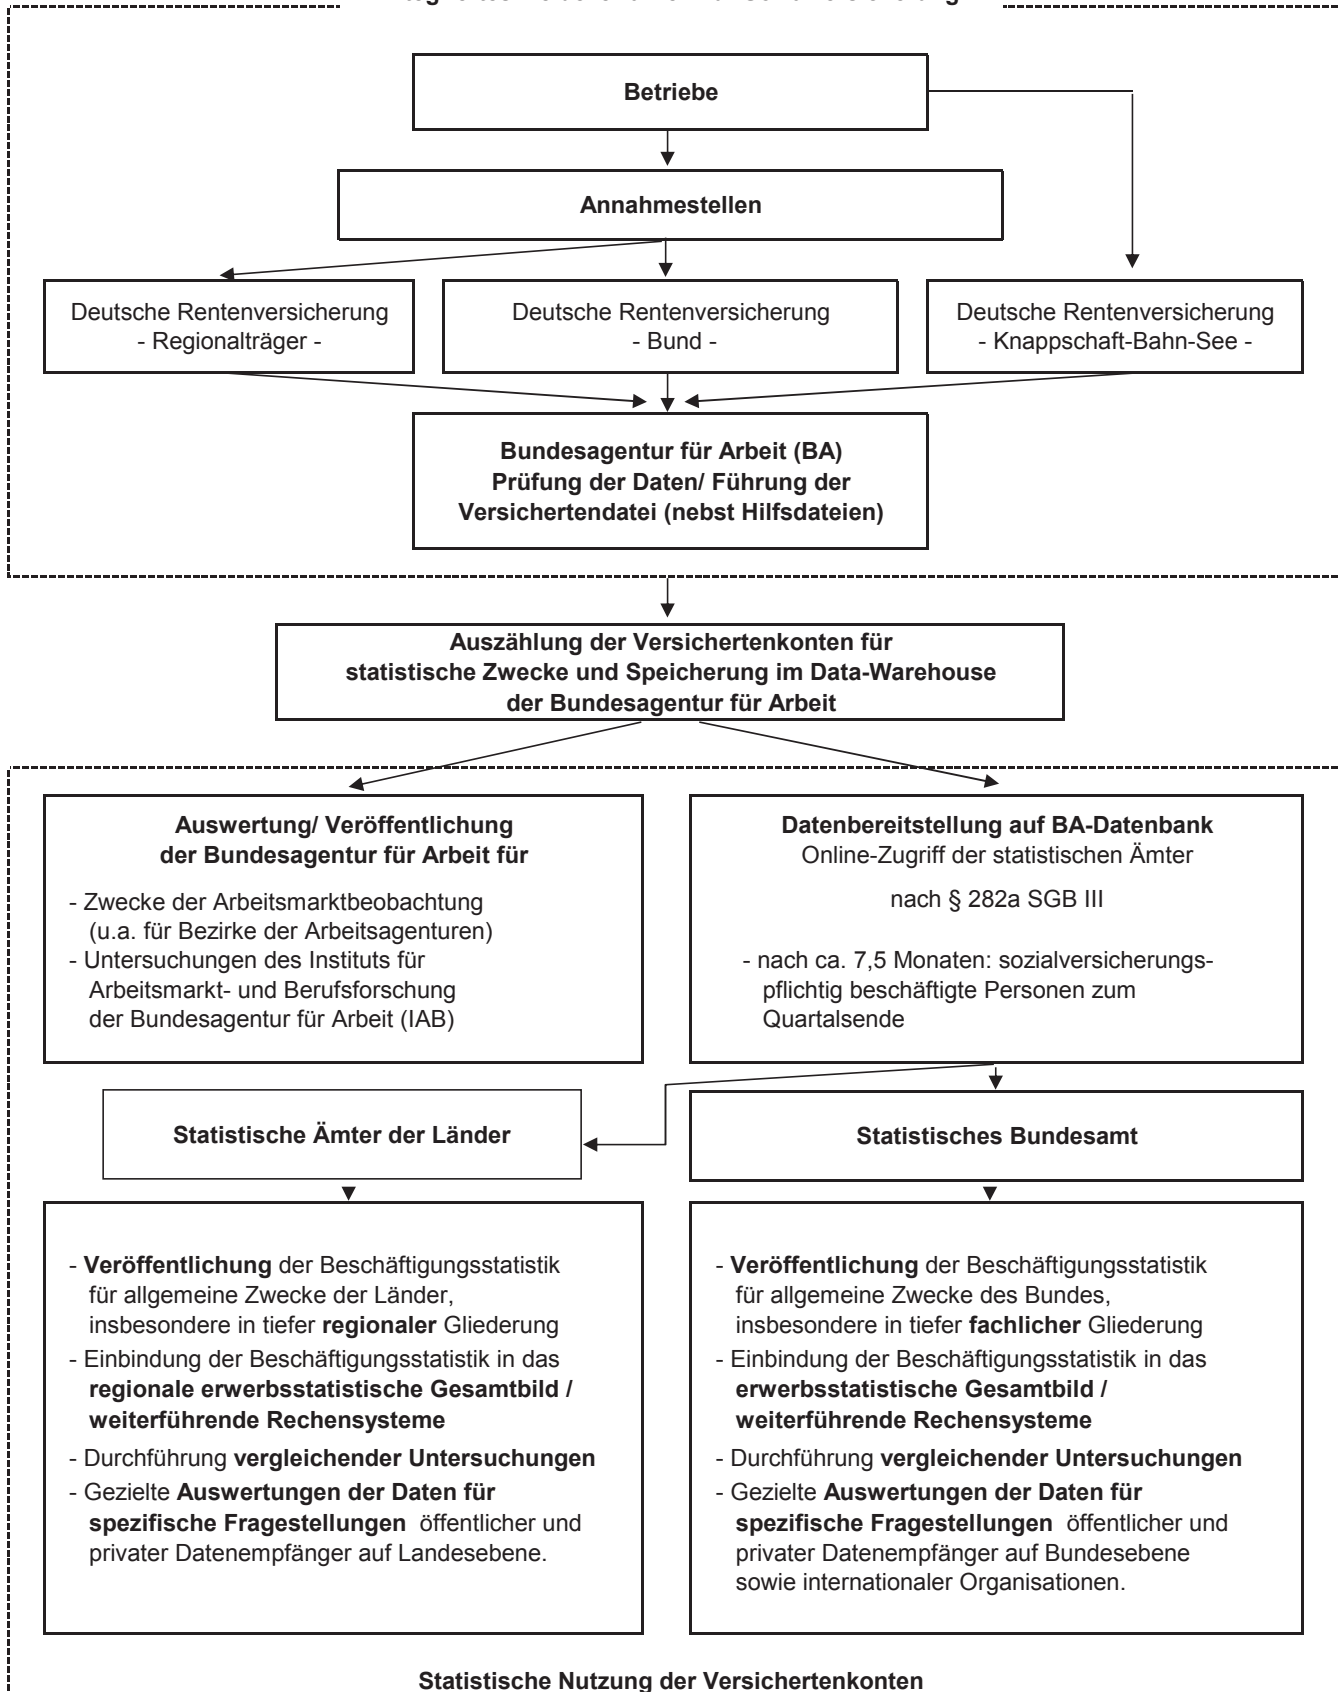 Betriebe
Annahmestellen
Deutsche Rentenversicherung
- Regionalträger -
Deutsche Rentenversicherung
- Bund -
Deutsche Rentenversicherung
- Knappschaft-Bahn-See -
Bundesagentur für Arbeit (BA)
Prüfung der Daten/ Führung der
Versichertendatei (nebst Hilfsdateien)
Auszählung der Versichertenkonten für
statistische Zwecke und Speicherung im Data-Warehouse
der Bundesagentur für Arbeit
Auswertung/ Veröffentlichung
der Bundesagentur für Arbeit für
- Zwecke der Arbeitsmarktbeobachtung
(u.a. für Bezirke der Arbeitsagenturen)
- Untersuchungen des Instituts für
Arbeitsmarkt- und Berufsforschung
der Bundesagentur für Arbeit (IAB)
Datenbereitstellung auf BA-Datenbank
Online-Zugriff der statistischen Ämter
nach § 282a SGB III
- nach ca. 7,5 Monaten: sozialversicherungs-
pflichtig beschäftigte Personen zum
Quartalsende
Statistische Ämter der Länder
Statistisches Bundesamt
- Veröffentlichung der Beschäftigungsstatistik
für allgemeine Zwecke der Länder,
insbesondere in tiefer regionaler Gliederung
- Einbindung der Beschäftigungsstatistik in das
regionale erwerbsstatistische Gesamtbild /
weiterführende Rechensysteme
- Durchführung vergleichender Untersuchungen
- Gezielte Auswertungen der Daten für
spezifische Fragestellungen öffentlicher und
privater Datenempfänger auf Landesebene.
- Veröffentlichung der Beschäftigungsstatistik
für allgemeine Zwecke des Bundes,
insbesondere in tiefer fachlicher Gliederung
- Einbindung der Beschäftigungsstatistik in das
erwerbsstatistische Gesamtbild /
weiterführende Rechensysteme
- Durchführung vergleichender Untersuchungen
- Gezielte Auswertungen der Daten für
spezifische Fragestellungen öffentlicher und
privater Datenempfänger auf Bundesebene
sowie internationaler Organisationen.
Statistische Nutzung der Versichertenkonten